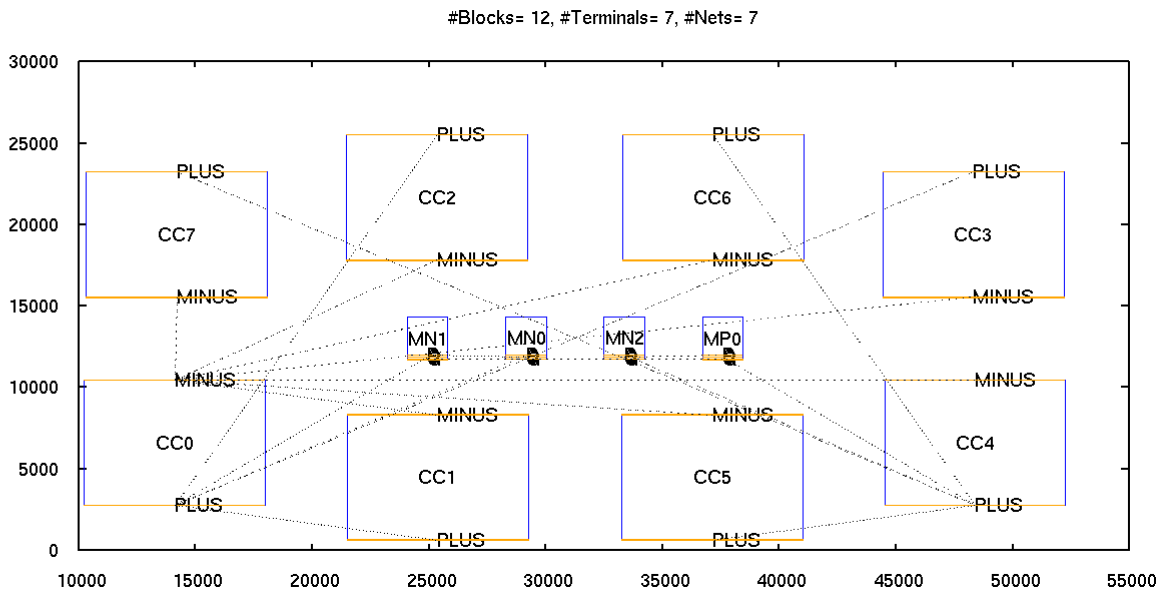 #Blocks= 12, #Terminals= 7, #Nets= 7
30000
25000
20000
15000
10000
5000
0
PLUS PLUS
PLUS PLUS
CC2 CC6
CC7 CC3
MINUS MINUS
MINUS MINUS
MN1 MN0 MN2 MP0
MINUS MINUS
MINUS MINUS
CC0 CC4
CC1 CC5
PLUS PLUS
PLUS PLUS
10000 15000 20000 25000 30000 35000 40000 45000 50000 55000